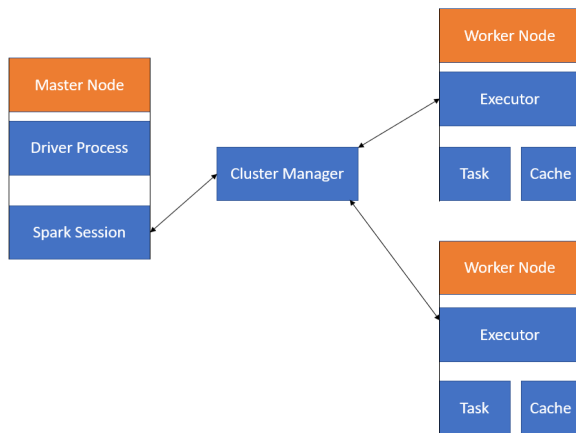 Master Node
Driver Process
Spark Session
Cluster Manager
Worker Node
Executor
Task
Cache
Worker Node
Executor
Task
Cache